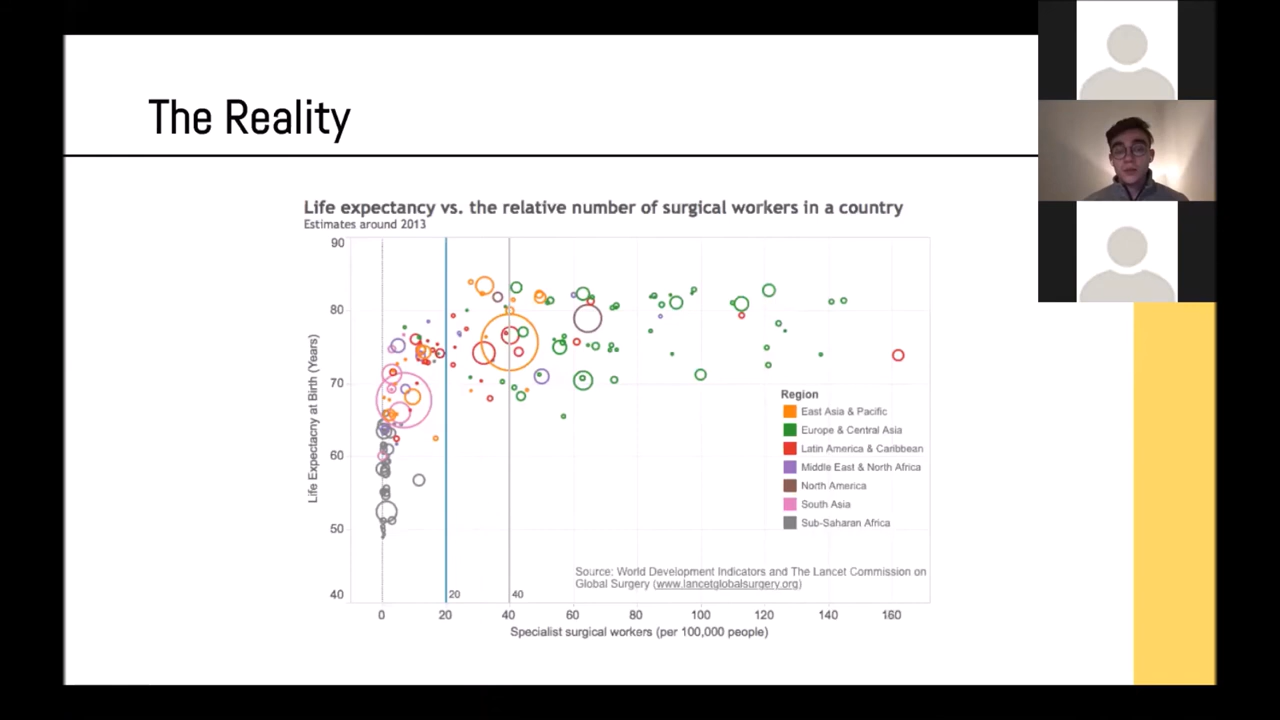 The Reality
Life expectancy vs. the relative number of surgical workers in a country
Estimates around 2013
90
80
70
60
50
40
Life Expectacny at Birth (Years)
Region
East Asia & Pacific
Europe & Central Asia
Latin America & Caribbean
Middle East & North Africa
North America
South Asia
Sub-Saharan Africa
Source: World Development Indicators and The Lancet Commission on
Global Surgery (www.lancetglobalsurgery.org)
20
40
0 20 40 60 80 100 120 140 160
Specialist surgical workers (per 100,000 people)